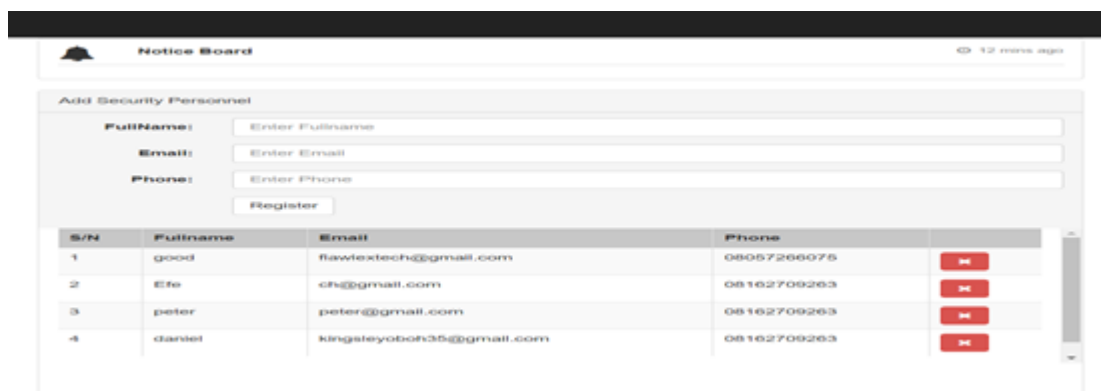 Notice Board 12 mins ago
Add Security Personnel
FullName: Enter Fullname
Email: Enter Email
Phone: Enter Phone
Register
S/N Fullname Email Phone
1 good flawlextech@gmail.com 08057266075
2 Efe ch@gmail.com 08162709263
3 peter peter@gmail.com 08162709263
4 daniel kingsleyoboh35@gmail.com 08162709263